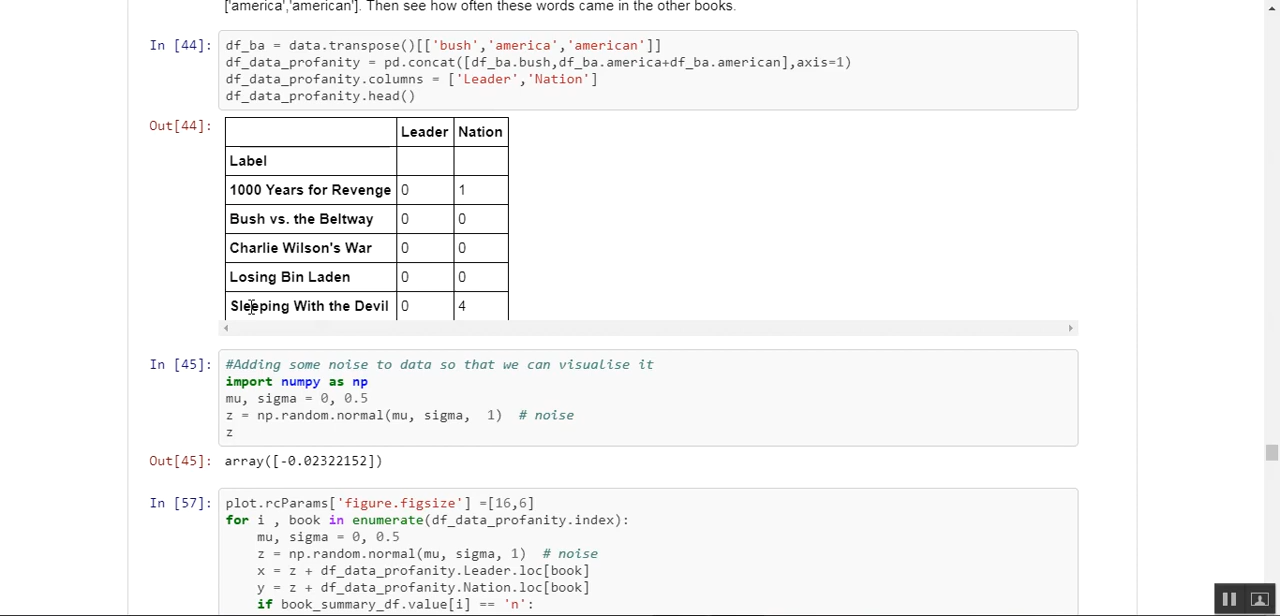 ['america','american']. Then see how often these words came in the other books.
In [44]:
df_ba = data.transpose()[['bush','america','american']]
df_data_profanity = pd.concat([df_ba.bush,df_ba.america+df_ba.american],axis=1)
df_data_profanity.columns = ['Leader','Nation']
df_data_profanity.head()
Out[44]:
Leader Nation
Label
1000 Years for Revenge 0 1
Bush vs. the Beltway 0 0
Charlie Wilson's War 0 0
Losing Bin Laden 0 0
Sleeping With the Devil 0 4
In [45]:
#Adding some noise to data so that we can visualise it
import numpy as np
mu, sigma = 0, 0.5
z = np.random.normal(mu, sigma, 1) # noise
z
Out[45]: array([-0.02322152])
In [57]:
plot.rcParams['figure.figsize'] =[16,6]
for i , book in enumerate(df_data_profanity.index):
mu, sigma = 0, 0.5
z = np.random.normal(mu, sigma, 1) # noise
x = z + df_data_profanity.Leader.loc[book]
y = z + df_data_profanity.Nation.loc[book]
if book_summary_df.value[i] == 'n':